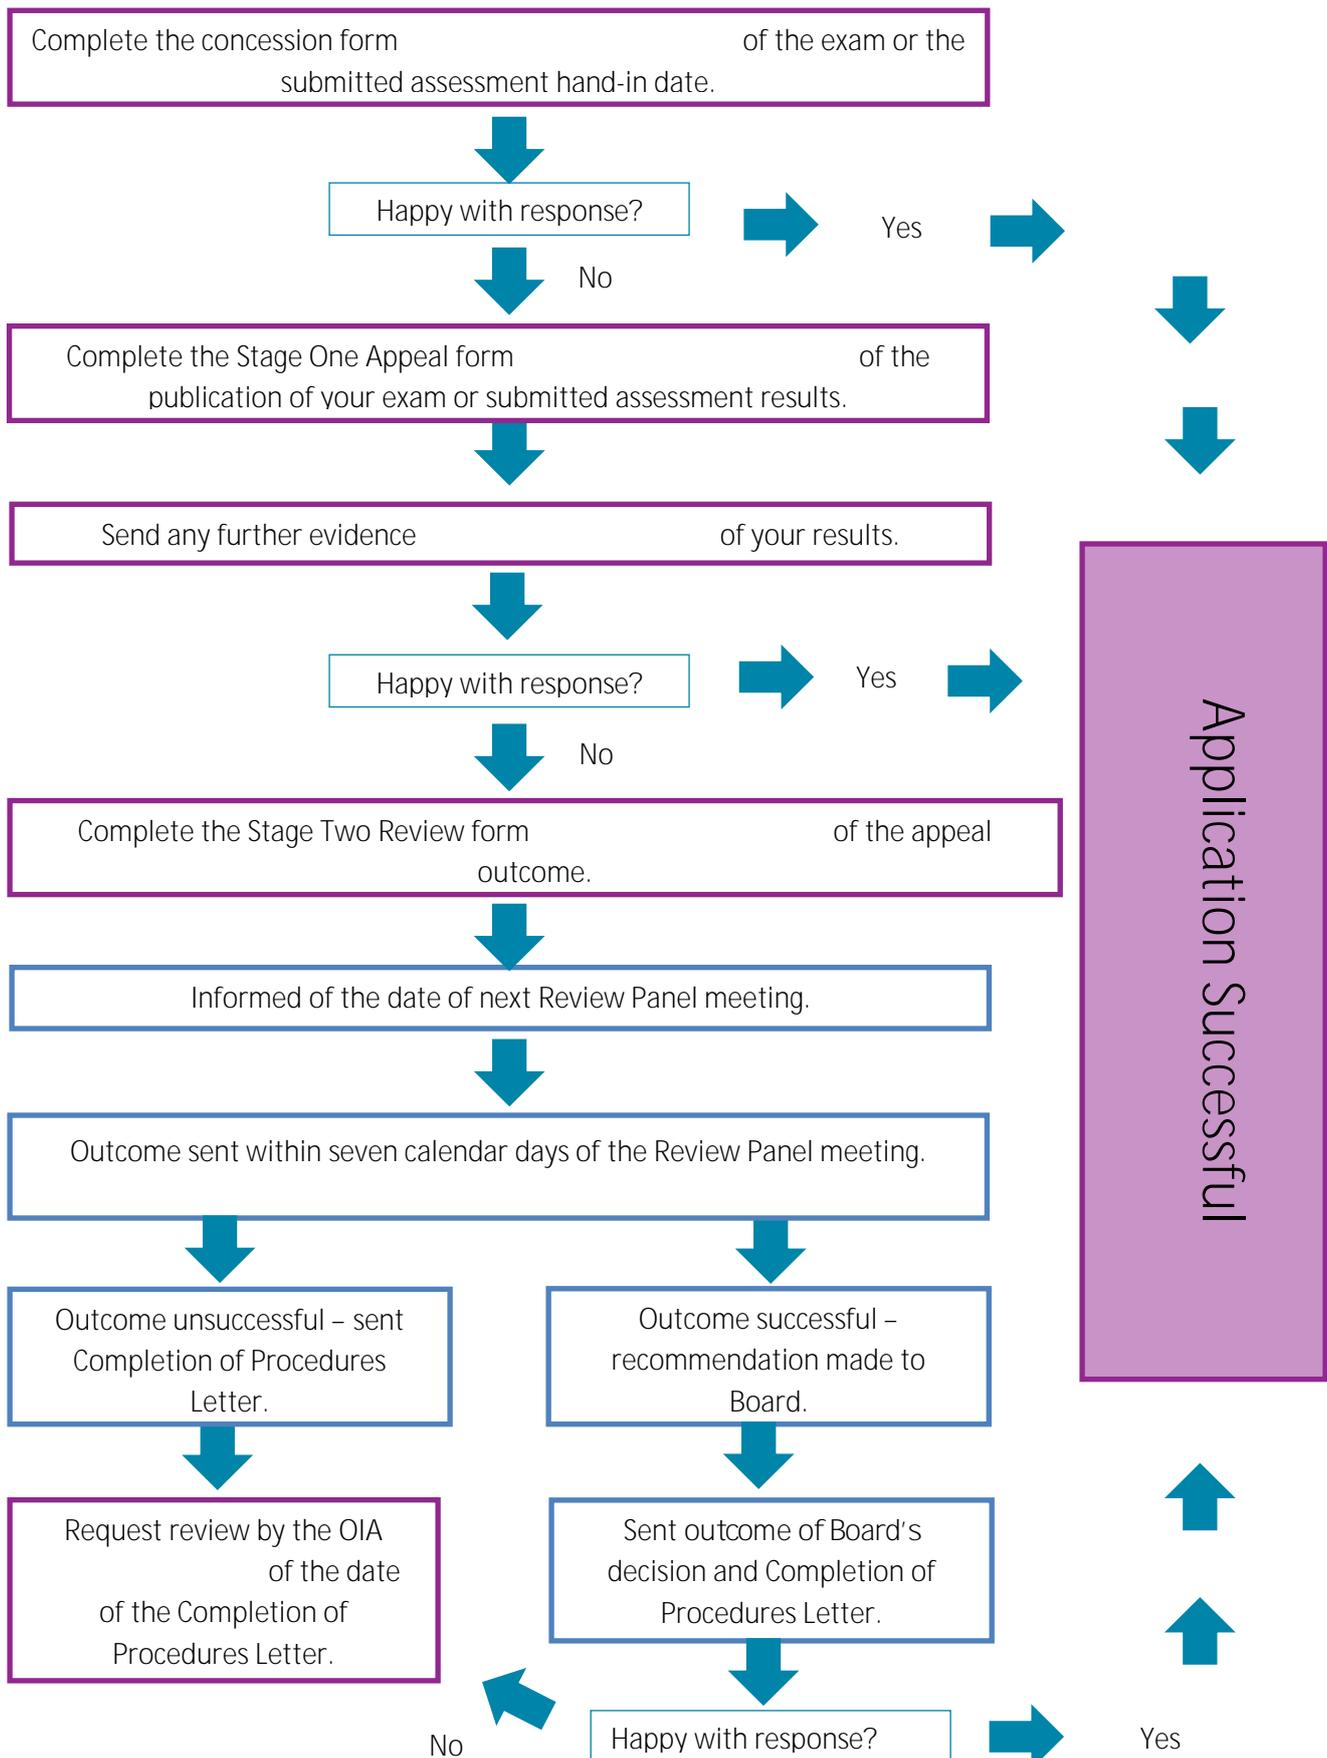 Complete the concession form of the exam or the
submitted assessment hand-in date.
Happy with response?
Yes
No
Complete the Stage One Appeal form of the
publication of your exam or submitted assessment results.
Send any further evidence of your results.
Happy with response?
Yes
No
Complete the Stage Two Review form of the appeal
outcome.
Informed of the date of next Review Panel meeting.
Outcome sent within seven calendar days of the Review Panel meeting.
Outcome unsuccessful – sent
Completion of Procedures
Letter.
Outcome successful –
recommendation made to
Board.
Request review by the OIA
of the date
of the Completion of
Procedures Letter.
Sent outcome of Board's
decision and Completion of
Procedures Letter.
Happy with response?
Yes
No
Application Successful